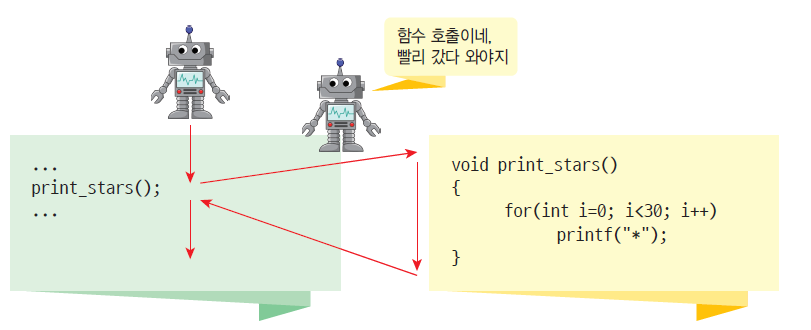 함수 호출이네,
빨리 갔다 와야지
...
print_stars();
...
void print_stars()
{
for(int i=0; i<30; i++)
printf("*");
}